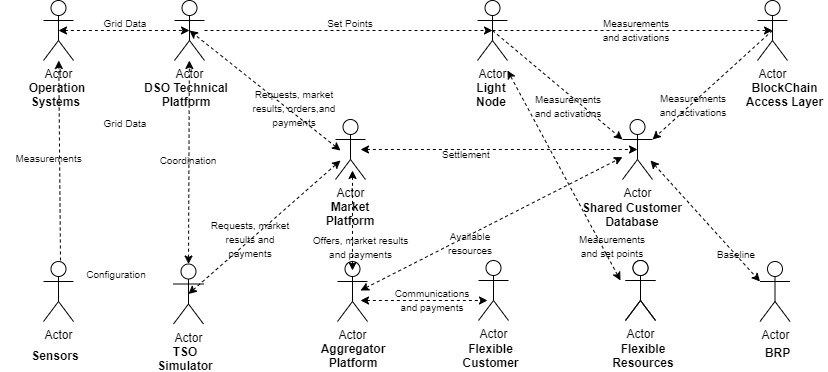 Grid Data
Set Points
Measurements
and activations
Actor
Operation
Systems
Actor
DSO Technical
Platform
Actor
Light
Node
Actor
BlockChain
Access Layer
Requests, market
results, orders,and
payments
Measurements
and activations
Measurements
and activations
Grid Data
Measurements
Coordination
Settlement
Actor
Market
Platform
Actor
Shared Customer
Database
Requests, market
results and
payments
Offers, market results
and payments
Available
resources
Measurements
and set points
Baseline
Configuration
Communications
and payments
Actor
Sensors
Actor
TSO
Simulator
Actor
Aggregator
Platform
Actor
Flexible
Customer
Actor
Flexible
Resources
Actor
BRP